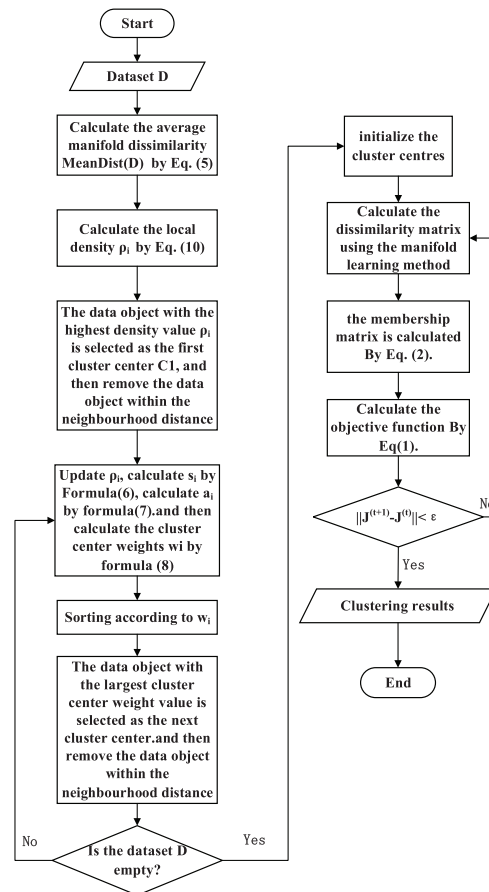 Start
Dataset D
Calculate the average
manifold dissimilarity
MeanDist(D) by Eq. (5)
Calculate the local
density ρi by Eq. (10)
The data object with the
highest density value ρi
is selected as the first
cluster center C1, and
then remove the data
object within the
neighbourhood distance
Update ρi, calculate si by
Formula(6), calculate ai
by formula(7).and then
calculate the cluster
center weights wi by
formula (8)
Sorting according to wi
The data object with
the largest cluster
center weight value is
selected as the next
cluster center.and then
remove the data object
within the
neighbourhood distance
No
Is the dataset D
empty?
Yes
initialize the
cluster centres
Calculate the
dissimilarity matrix
using the manifold
learning method
the membership
matrix is calculated
By Eq. (2).
Calculate the
objective function By
Eq(1).
||J(t+1)-J(t)||< ε
Yes
Clustering results
End